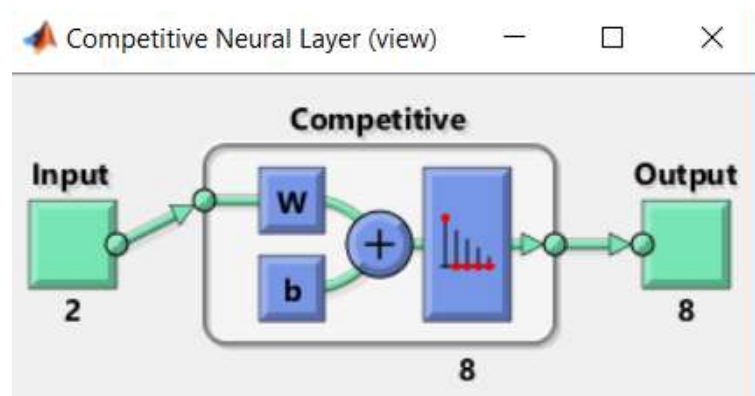 Competitive Neural Layer (view)
Competitive
Input
Output
W
+
b
2
8
8